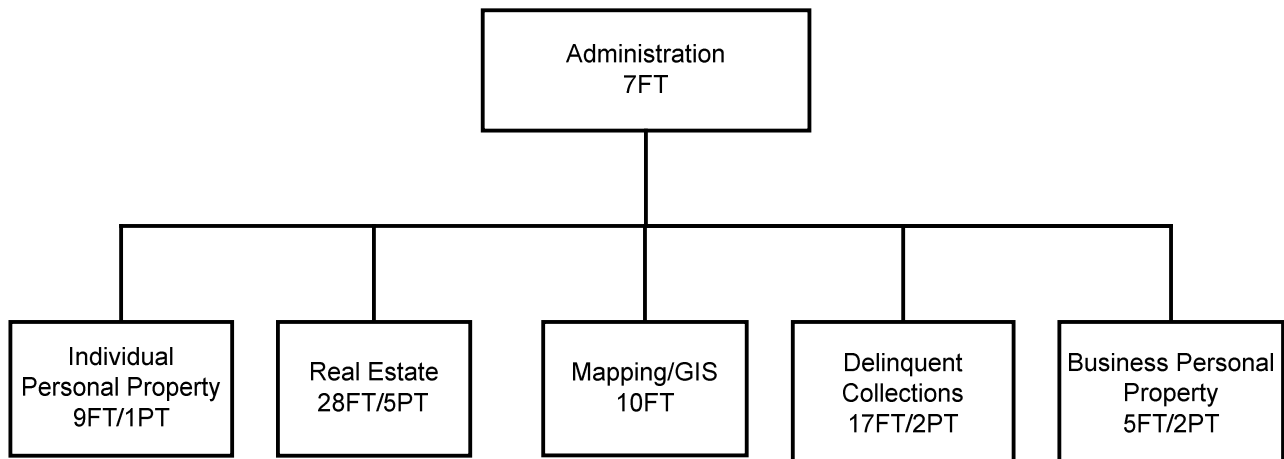 Administration
7FT
Individual
Personal Property
9FT/1PT
Real Estate
28FT/5PT
Mapping/GIS
10FT
Delinquent
Collections
17FT/2PT
Business Personal
Property
5FT/2PT